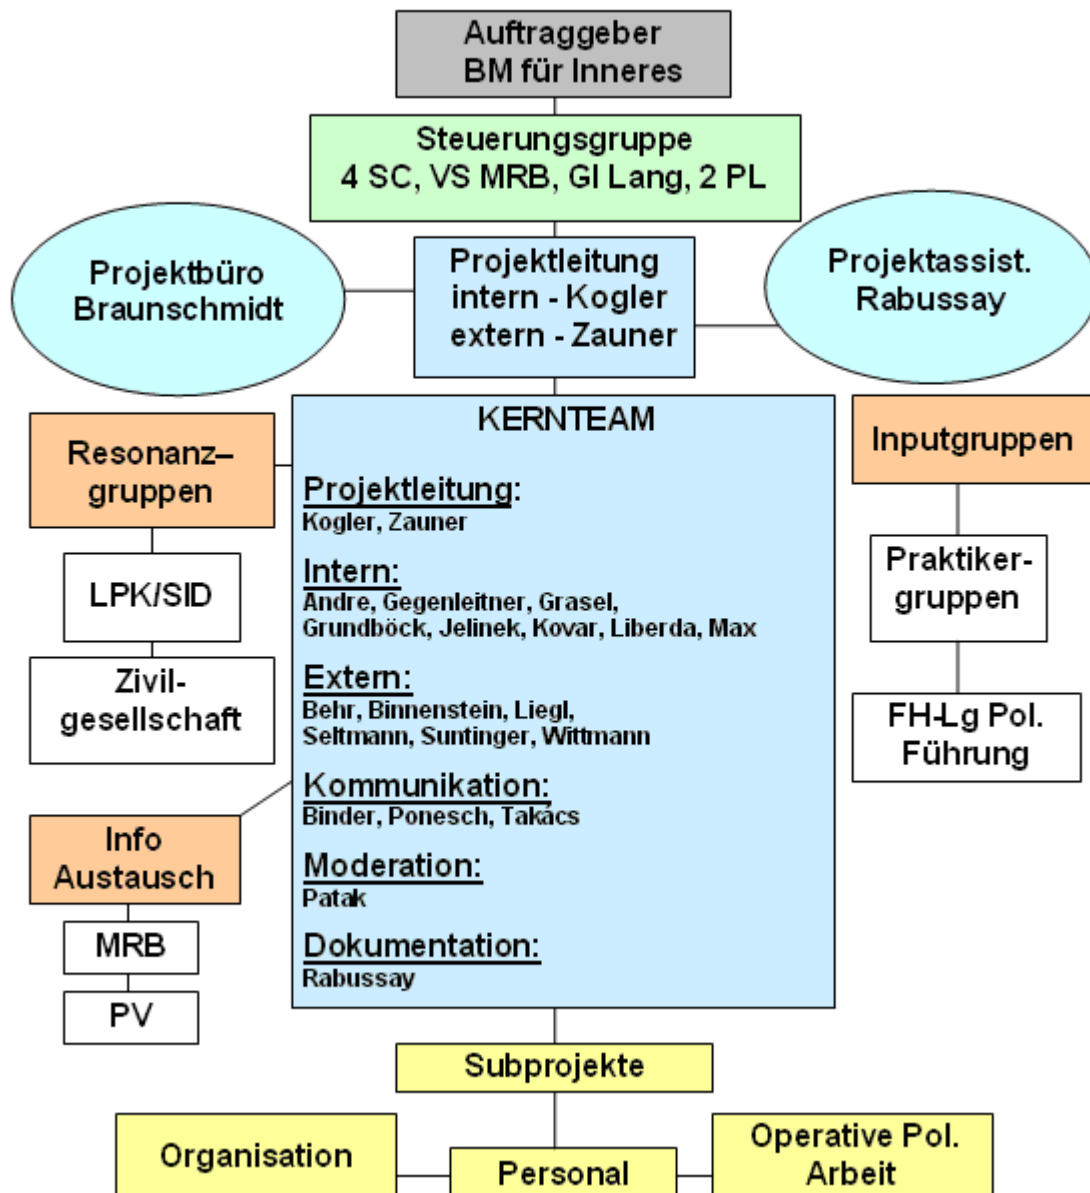 Auftraggeber
BM für Inneres
Steuerungsgruppe
4 SC, VS MRB, GI Lang, 2 PL
Projektbüro
Braunschmidt
Projektleitung
intern - Kogler
extern - Zauner
Projektassist.
Rabussay
Resonanz–
gruppen
LPK/SID
Zivil-
gesellschaft
Info
Austausch
MRB
PV
KERNTEAM
Projektleitung:
Kogler, Zauner
Intern:
Andre, Gegenleitner, Grasel,
Grundböck, Jelinek, Kovar, Liberda, Max
Extern:
Behr, Binnenstein, Liegl,
Seltmann, Suntinger, Wittmann
Kommunikation:
Binder, Ponesch, Takács
Moderation:
Patak
Dokumentation:
Rabussay
Inputgruppen
Praktiker-
gruppen
FH-Lg Pol.
Führung
Subprojekte
Organisation
Personal
Operative Pol.
Arbeit